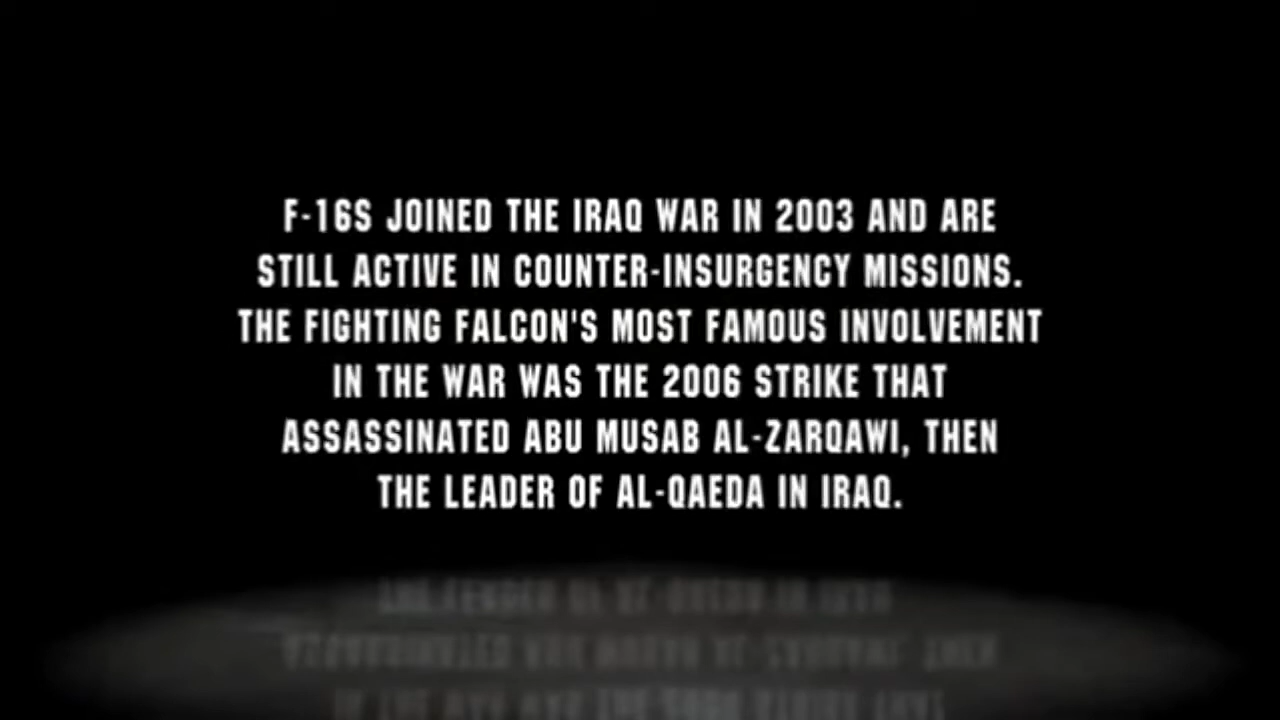 F-16S JOINED THE IRAQ WAR IN 2003 AND ARE
STILL ACTIVE IN COUNTER-INSURGENCY MISSIONS.
THE FIGHTING FALCON'S MOST FAMOUS INVOLVEMENT
IN THE WAR WAS THE 2006 STRIKE THAT
ASSASSINATED ABU MUSAB AL-ZARQAWI, THEN
THE LEADER OF AL-QAEDA IN IRAQ.